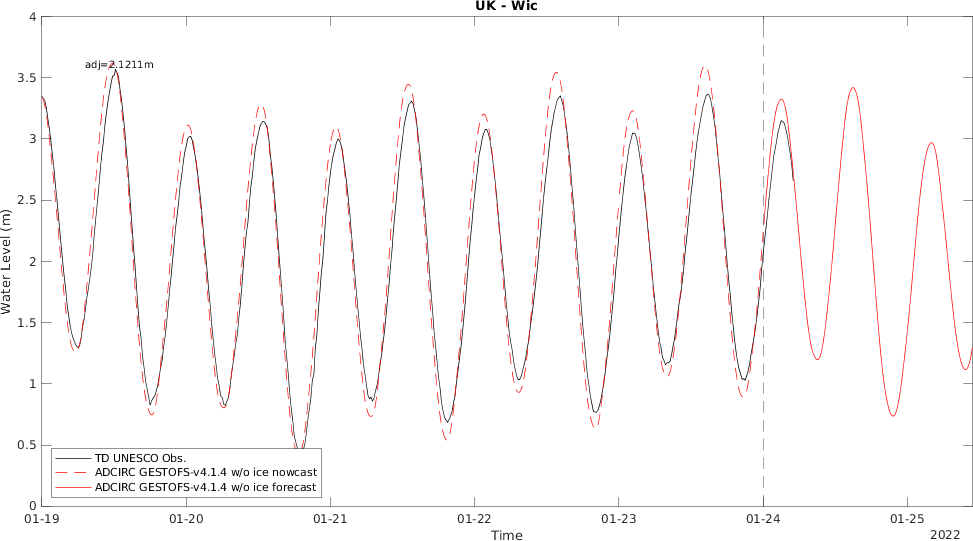 UK - Wic
4
3.5
3
2.5
2
1.5
1
0.5
0
Water Level (m)
adj=2.1211m
TD UNESCO Obs.
ADCIRC GESTOFS-v4.1.4 w/o ice nowcast
ADCIRC GESTOFS-v4.1.4 w/o ice forecast
01-19 01-20 01-21 01-22 01-23 01-24 01-25
Time
2022